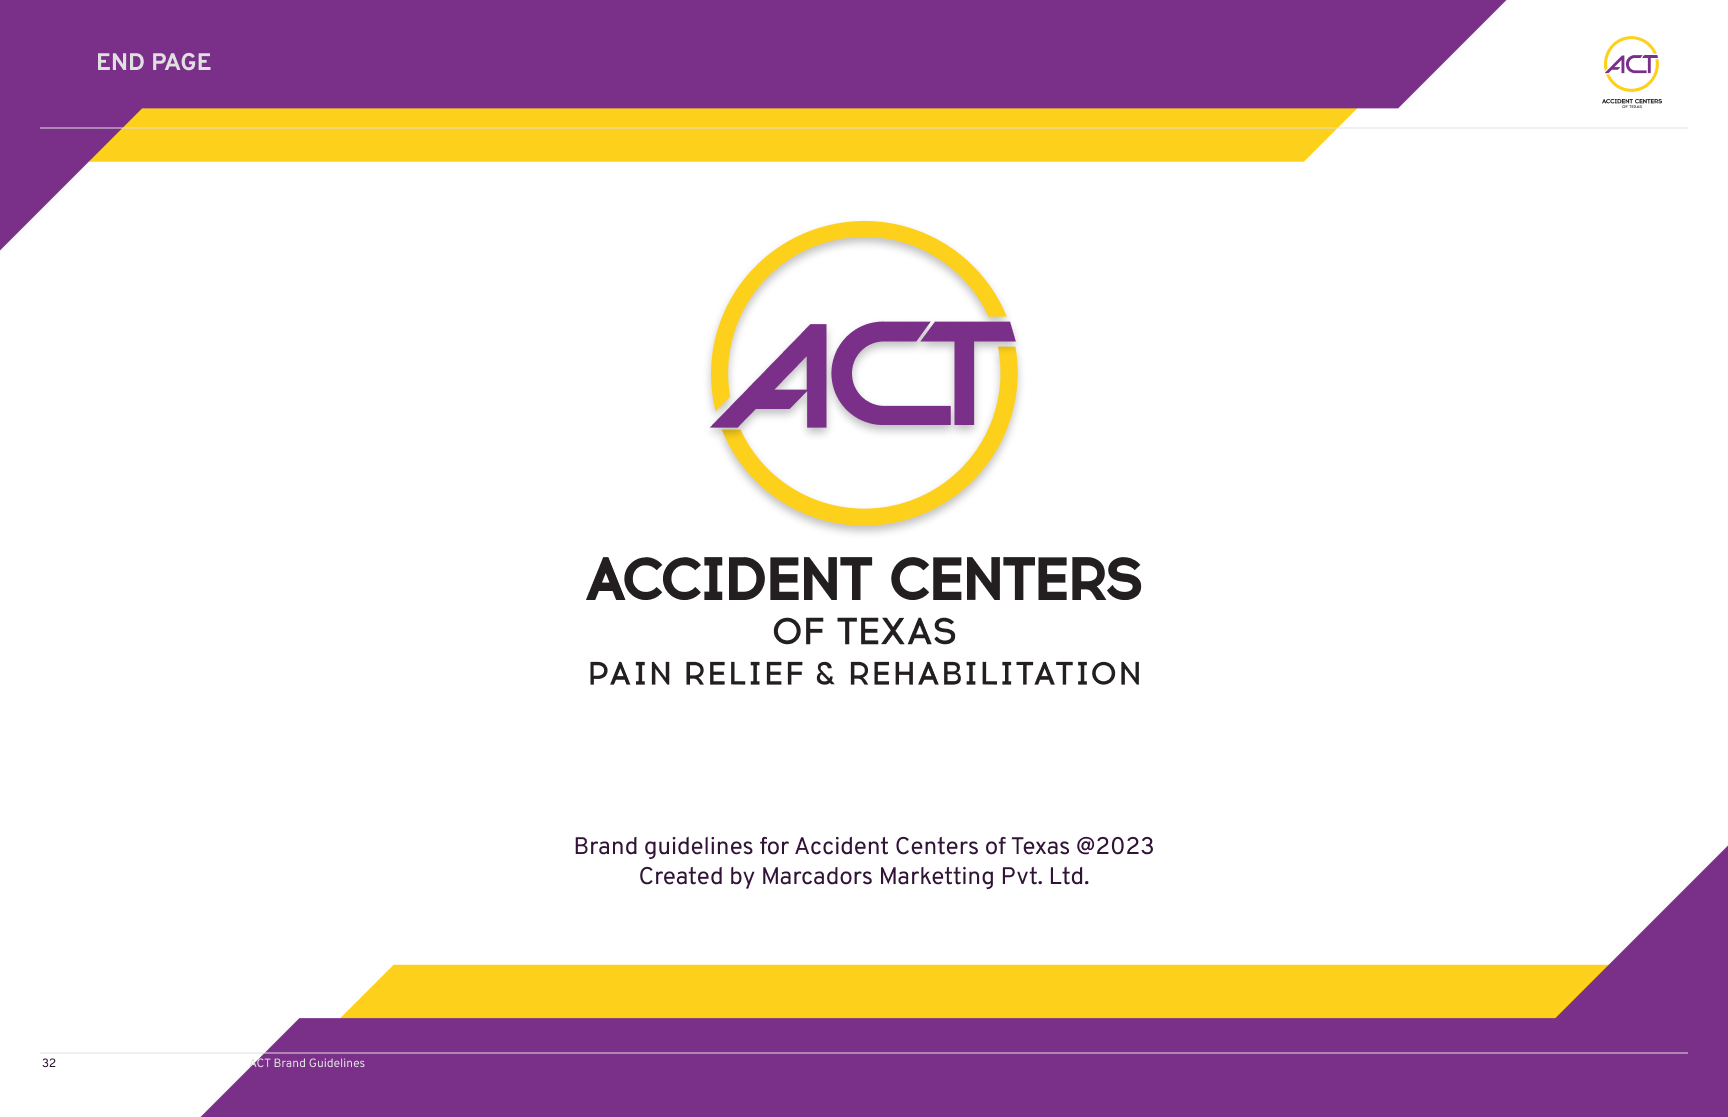 END PAGE
ACT
ACCIDENT CENTERS
OF TEXAS
ACT
ACCIDENT CENTERS
OF TEXAS
PAIN RELIEF & REHABILITATION
Brand guidelines for Accident Centers of Texas @2023
Created by Marcadors Marketting Pvt. Ltd.
32
ACT Brand Guidelines